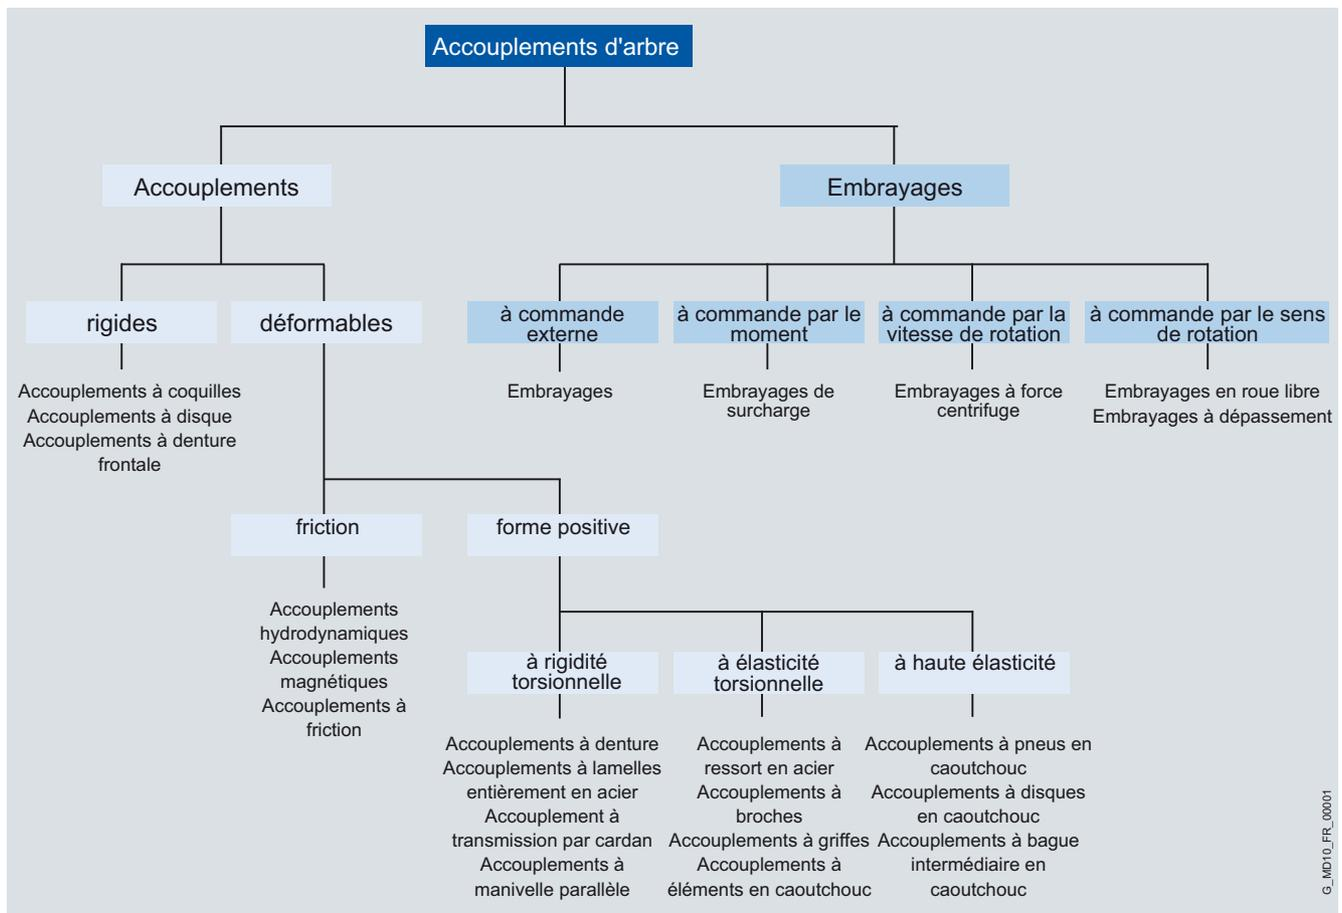 Accouplements d'arbre
Accouplements
Embrayages
rigides
déformables
à commande
externe
à commande par le
moment
à commande par la
vitesse de rotation
à commande par le sens
de rotation
Accouplements à coquilles
Accouplements à disque
Accouplements à denture
frontale
Embrayages
Embrayages de
surcharge
Embrayages à force
centrifuge
Embrayages en roue libre
Embrayages à dépassement
friction
forme positive
Accouplements
hydrodynamiques
Accouplements
magnétiques
Accouplements à
friction
à rigidité
torsionnelle
à élasticité
torsionnelle
à haute élasticité
Accouplements à denture
Accouplements à lamelles
entièrement en acier
Accouplement à
transmission par cardan
Accouplements à
manivelle parallèle
Accouplements à
ressort en acier
Accouplements à
broches
Accouplements à griffes
Accouplements à
éléments en caoutchouc
Accouplements à pneus en
caoutchouc
Accouplements à disques
en caoutchouc
Accouplements à bague
intermédiaire en
caoutchouc
G_MD10_FR_00001